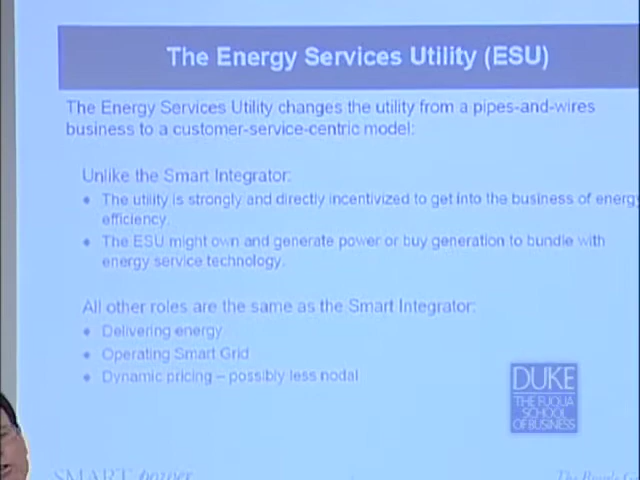 The Energy Services Utility (ESU)
The Energy Services Utility changes the utility from a pipes-and-wires
business to a customer-service-centric model:
Unlike the Smart Integrator:
• The utility is strongly and directly incentivized to get into the business of energy
efficiency.
• The ESU might own and generate power or buy generation to bundle with
energy service technology.
All other roles are the same as the Smart Integrator:
• Delivering energy
• Operating Smart Grid
• Dynamic pricing – possibly less nodal
DUKE
THE FUQUA
SCHOOL
OF BUSINESS
SMART power